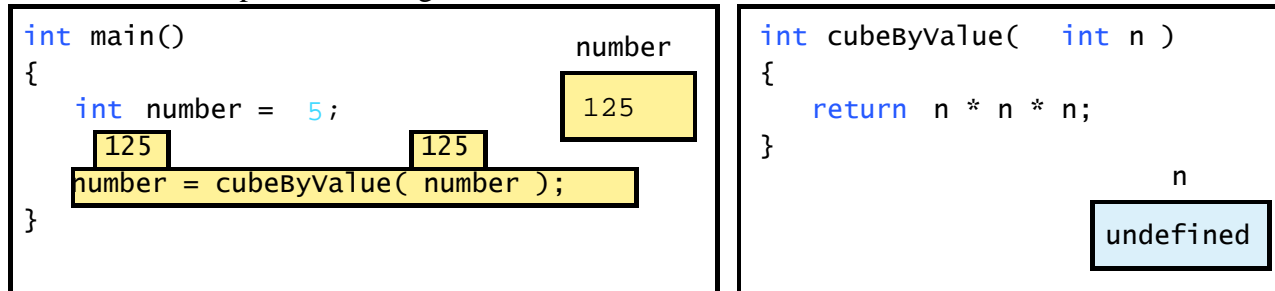 int main()
{
number
int number = 5;
125
125 125
number = cubeByValue( number );
}
int cubeByValue( int n )
{
return n * n * n;
}
n
undefined